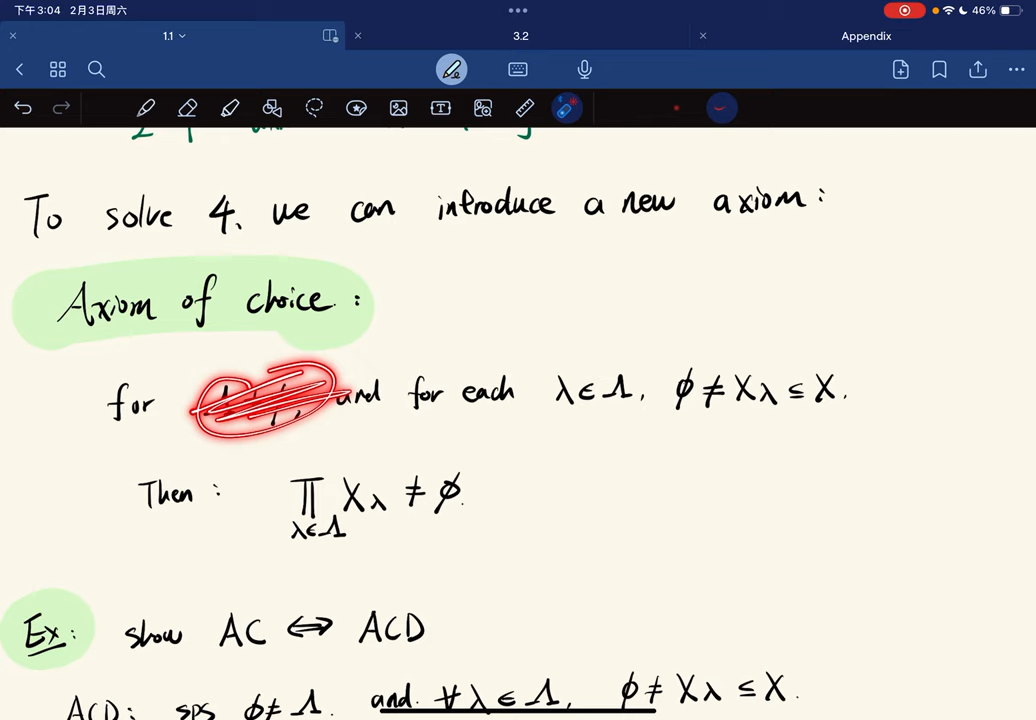 下午3:04 2月3日周六 46%
1.1 3.2 Appendix
To solve 4, we can introduce a new axiom:
Axiom of choice:
for and for each λ∈Λ, ϕ≠Xλ⊆X.
Then: ∏ Xλ ≠ ϕ.
λ∈Λ
Ex: show AC ⇔ ACD
ACD: sps ϕ≠Λ. and ∀λ∈Λ, ϕ≠Xλ⊆X.